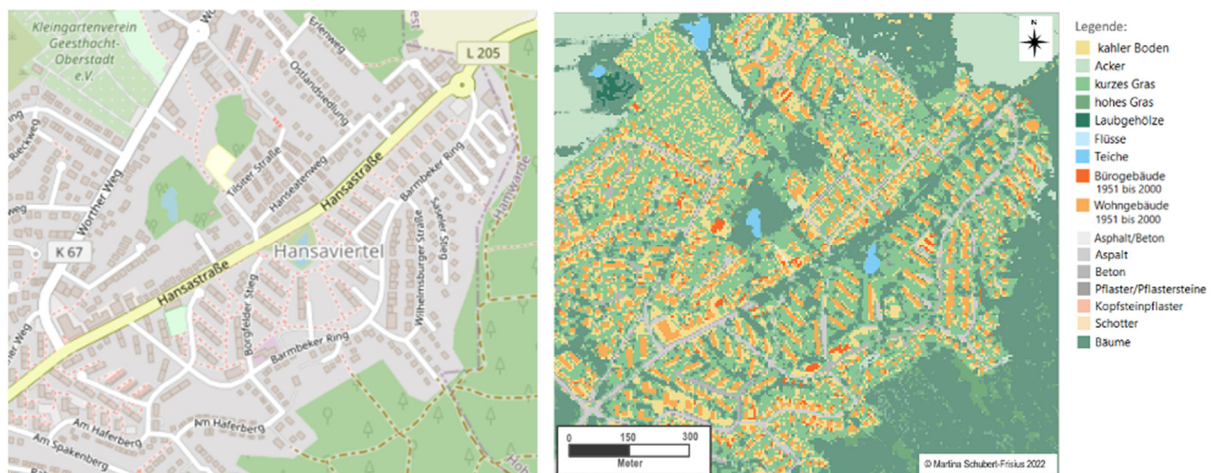 Kleingartenverein
Geesthacht-
Oberstadt
e.V.
Erlenweg
L 205
Ostlandsiedlung
Rieckweg
Worther Weg
Tilsiter Straße
Hanseatenweg
Hansastraße
Barmbeker Ring
Hamwarde
Saseler Stieg
K 67
Hansaviertel
Hansastraße
Wilhelmsburger Straße
Borgfelder Stieg
Barmbeker Ring
Am Haferberg
Am Haferberg
Am Spakenberg
N
0 150 300
Meter
© Martina Schubert-Frisius 2022
Legende:
kahler Boden
Acker
kurzes Gras
hohes Gras
Laubgehölze
Flüsse
Teiche
Bürogebäude
1951 bis 2000
Wohngebäude
1951 bis 2000
Asphalt/Beton
Aspalt
Beton
Pflaster/Pflastersteine
Kopfsteinpflaster
Schotter
Bäume